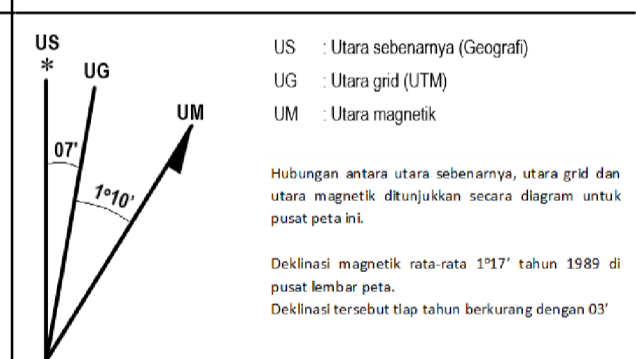 US
*
UG
UM
07'
1°10'
US : Utara sebenarnya (Geografi)
UG : Utara grid (UTM)
UM : Utara magnetik
Hubungan antara utara sebenarnya, utara grid dan
utara magnetik ditunjukkan secara diagram untuk
pusat peta ini.
Deklinasi magnetik rata-rata 1°17′ tahun 1989 di
pusat lembar peta.
Deklinasi tersebut tiap tahun berkurang dengan 03′